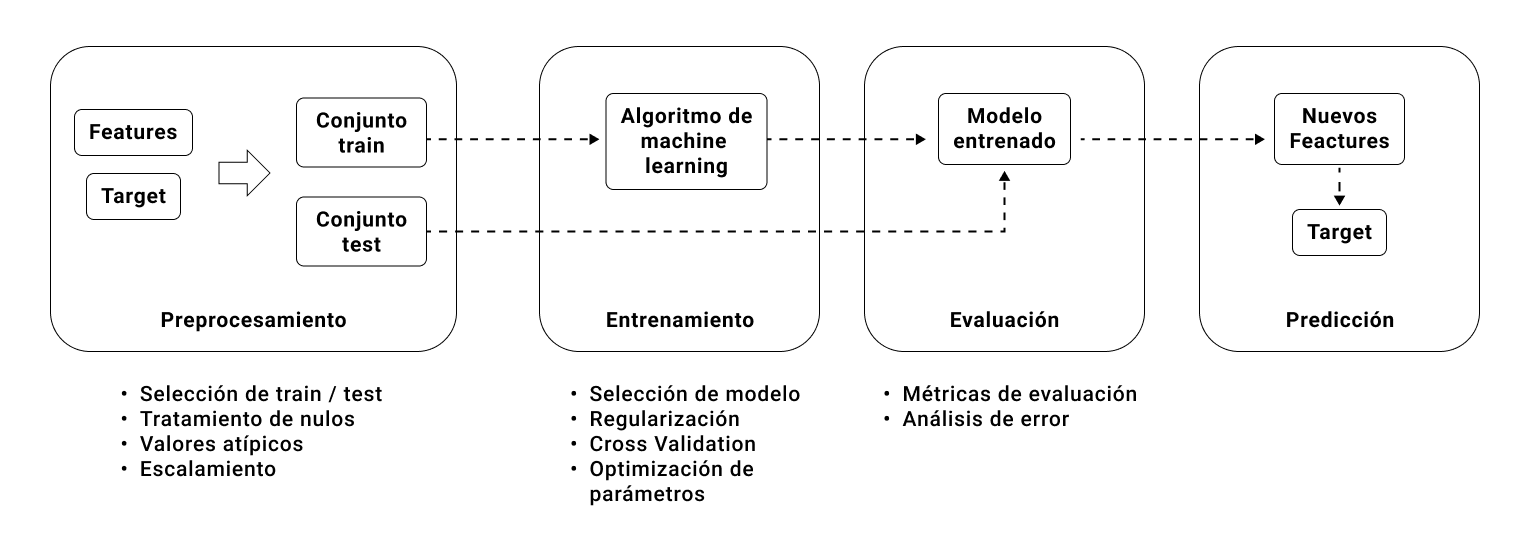 Features
Target
Conjunto
train
Conjunto
test
Preprocesamiento
• Selección de train / test
• Tratamiento de nulos
• Valores atípicos
• Escalamiento
Algoritmo de
machine
learning
Entrenamiento
• Selección de modelo
• Regularización
• Cross Validation
• Optimización de
parámetros
Modelo
entrenado
Evaluación
• Métricas de evaluación
• Análisis de error
Nuevos
Feactures
Target
Predicción